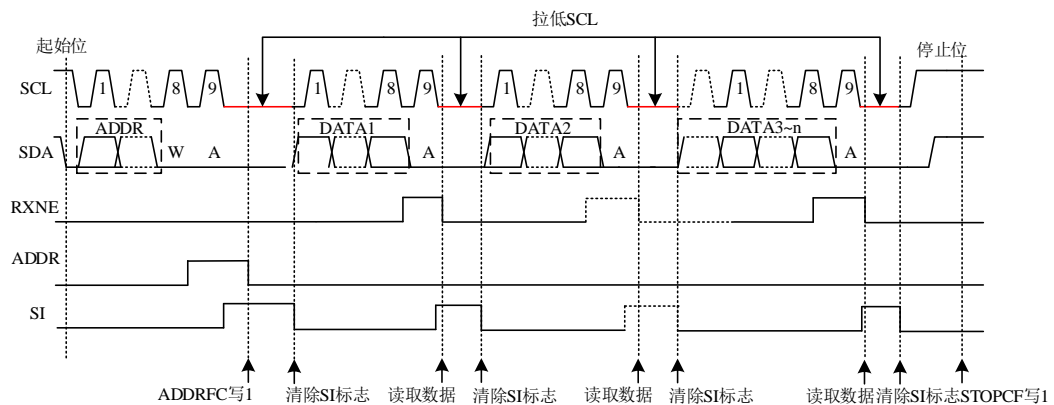 拉低SCL
起始位 停止位
SCL 1 8 9 1 8 9 1 8 9 1 8 9
ADDR DATA1 DATA2 DATA3~n
SDA W A A A A
RXNE
ADDR
SI
ADDRFC写1 清除SI标志 读取数据 清除SI标志 读取数据 清除SI标志 读取数据 清除SI标志 STOPCF写1